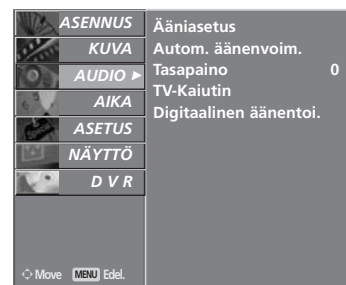 ASENNUS
KUVA
AUDIO
AIKA
ASETUS
NÄYTTÖ
D V R
Move MENU Edel.
Ääniasetus
Autom. äänenvoim.
Tasapaino 0
TV-Kaiutin
Digitaalinen äänentoi.